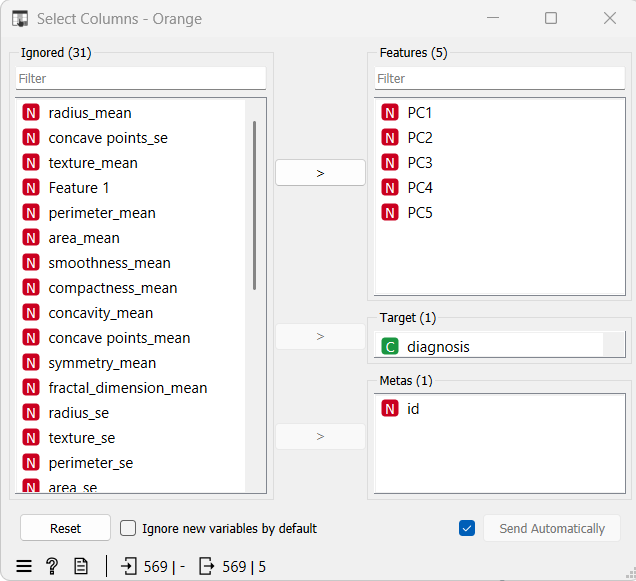 Select Columns - Orange
Ignored (31)
Filter
N radius_mean
N concave points_se
N texture_mean
N Feature 1
N perimeter_mean
N area_mean
N smoothness_mean
N compactness_mean
N concavity_mean
N concave points_mean
N symmetry_mean
N fractal_dimension_mean
N radius_se
N texture_se
N perimeter_se
N area_se
>
>
>
Features (5)
Filter
N PC1
N PC2
N PC3
N PC4
N PC5
Target (1)
C diagnosis
Metas (1)
N id
Reset
Ignore new variables by default
Send Automatically
? 569 | - 569 | 5